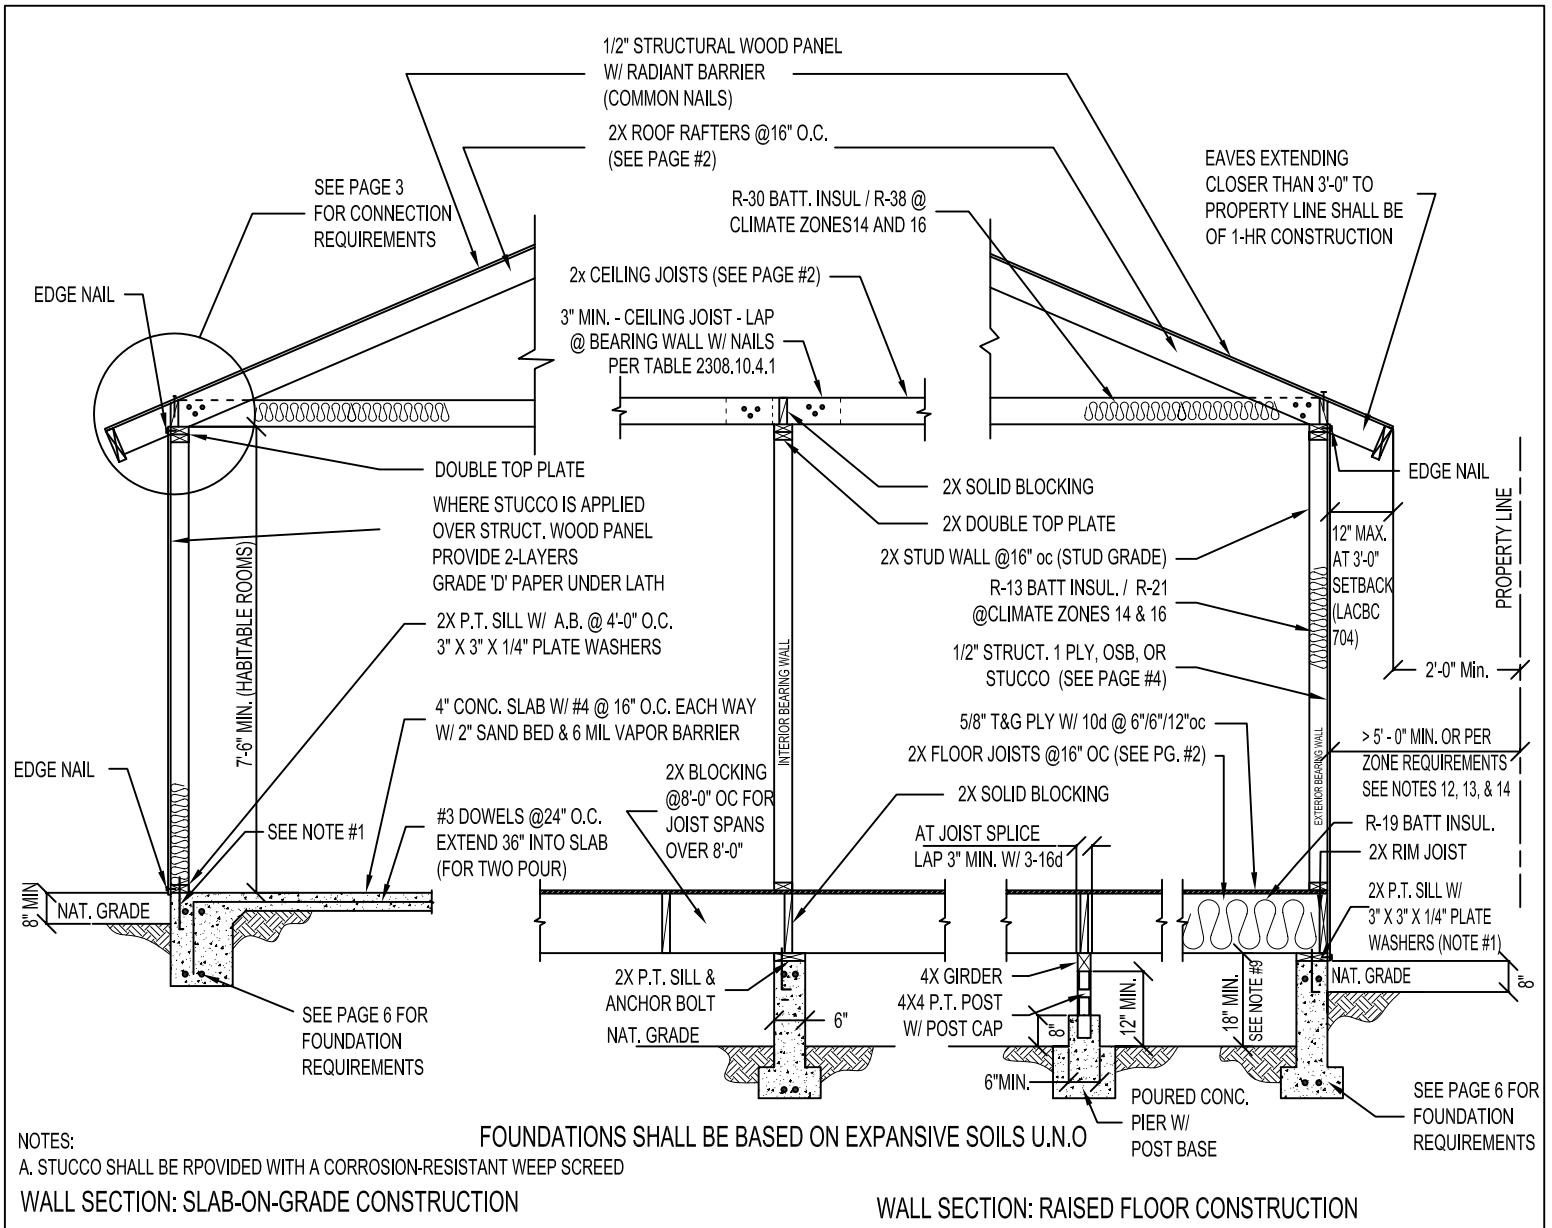 1/2" STRUCTURAL WOOD PANEL
W/ RADIANT BARRIER
(COMMON NAILS)
2X ROOF RAFTERS @16" O.C.
(SEE PAGE #2)
SEE PAGE 3
FOR CONNECTION
REQUIREMENTS
R-30 BATT. INSUL / R-38 @
CLIMATE ZONES14 AND 16
EAVES EXTENDING
CLOSER THAN 3'-0" TO
PROPERTY LINE SHALL BE
OF 1-HR CONSTRUCTION
EDGE NAIL
2x CEILING JOISTS (SEE PAGE #2)
3" MIN. - CEILING JOIST - LAP
@ BEARING WALL W/ NAILS
PER TABLE 2308.10.4.1
DOUBLE TOP PLATE
WHERE STUCCO IS APPLIED
OVER STRUCT. WOOD PANEL
PROVIDE 2-LAYERS
GRADE 'D' PAPER UNDER LATH
2X P.T. SILL W/ A.B. @ 4'-0" O.C.
3" X 3" X 1/4" PLATE WASHERS
7'-6" MIN. (HABITABLE ROOMS)
4" CONC. SLAB W/ #4 @ 16" O.C. EACH WAY
W/ 2" SAND BED & 6 MIL VAPOR BARRIER
EDGE NAIL
SEE NOTE #1
#3 DOWELS @24" O.C.
EXTEND 36" INTO SLAB
(FOR TWO POUR)
8" MIN
NAT. GRADE
SEE PAGE 6 FOR
FOUNDATION
REQUIREMENTS
2X SOLID BLOCKING
2X DOUBLE TOP PLATE
2X STUD WALL @16" oc (STUD GRADE)
R-13 BATT INSUL. / R-21
@CLIMATE ZONES 14 & 16
INTERIOR BEARING WALL
1/2" STRUCT. 1 PLY, OSB, OR
STUCCO (SEE PAGE #4)
5/8" T&G PLY W/ 10d @ 6"/6"/12"oc
2X FLOOR JOISTS @16" OC (SEE PG. #2)
2X BLOCKING
@8'-0" OC FOR
JOIST SPANS
OVER 8'-0"
2X SOLID BLOCKING
AT JOIST SPLICE
LAP 3" MIN. W/ 3-16d
EDGE NAIL
PROPERTY LINE
12" MAX.
AT 3'-0"
SETBACK
(LACBC
704)
2'-0" Min.
EXTERIOR BEARING WALL
> 5' - 0" MIN. OR PER
ZONE REQUIREMENTS
SEE NOTES 12, 13, & 14
R-19 BATT INSUL.
2X RIM JOIST
2X P.T. SILL W/
3" X 3" X 1/4" PLATE
WASHERS (NOTE #1)
NAT. GRADE
8"
2X P.T. SILL &
ANCHOR BOLT
NAT. GRADE
6"
4X GIRDER
4X4 P.T. POST
W/ POST CAP
8"
12" MIN.
18" MIN.
SEE NOTE #9
6"MIN.
POURED CONC.
PIER W/
POST BASE
SEE PAGE 6 FOR
FOUNDATION
REQUIREMENTS
FOUNDATIONS SHALL BE BASED ON EXPANSIVE SOILS U.N.O
NOTES:
A. STUCCO SHALL BE RPOVIDED WITH A CORROSION-RESISTANT WEEP SCREED
WALL SECTION: SLAB-ON-GRADE CONSTRUCTION
WALL SECTION: RAISED FLOOR CONSTRUCTION